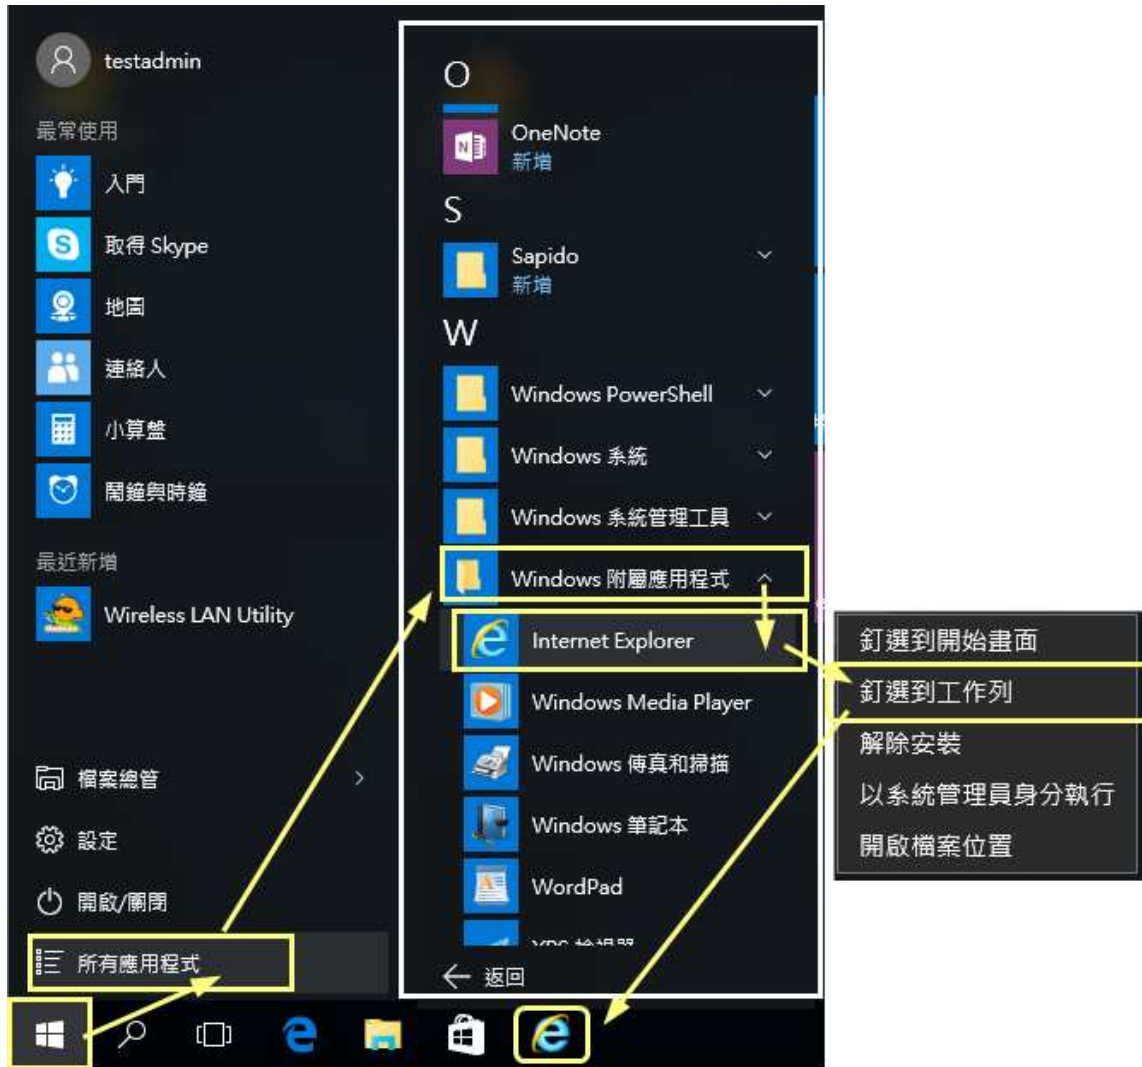 testadmin
最常使用
入門
取得 Skype
地圖
連絡人
小算盤
鬧鐘與時鐘
最近新增
Wireless LAN Utility
檔案總管
設定
開啟/關閉
所有應用程式
O
OneNote
新增
S
Sapido
新增
W
Windows PowerShell
Windows 系統
Windows 系統管理工具
Windows 附屬應用程式
Internet Explorer
Windows Media Player
Windows 傳真和掃描
Windows 筆記本
WordPad
返回
釘選到開始畫面
釘選到工作列
解除安裝
以系統管理員身分執行
開啟檔案位置